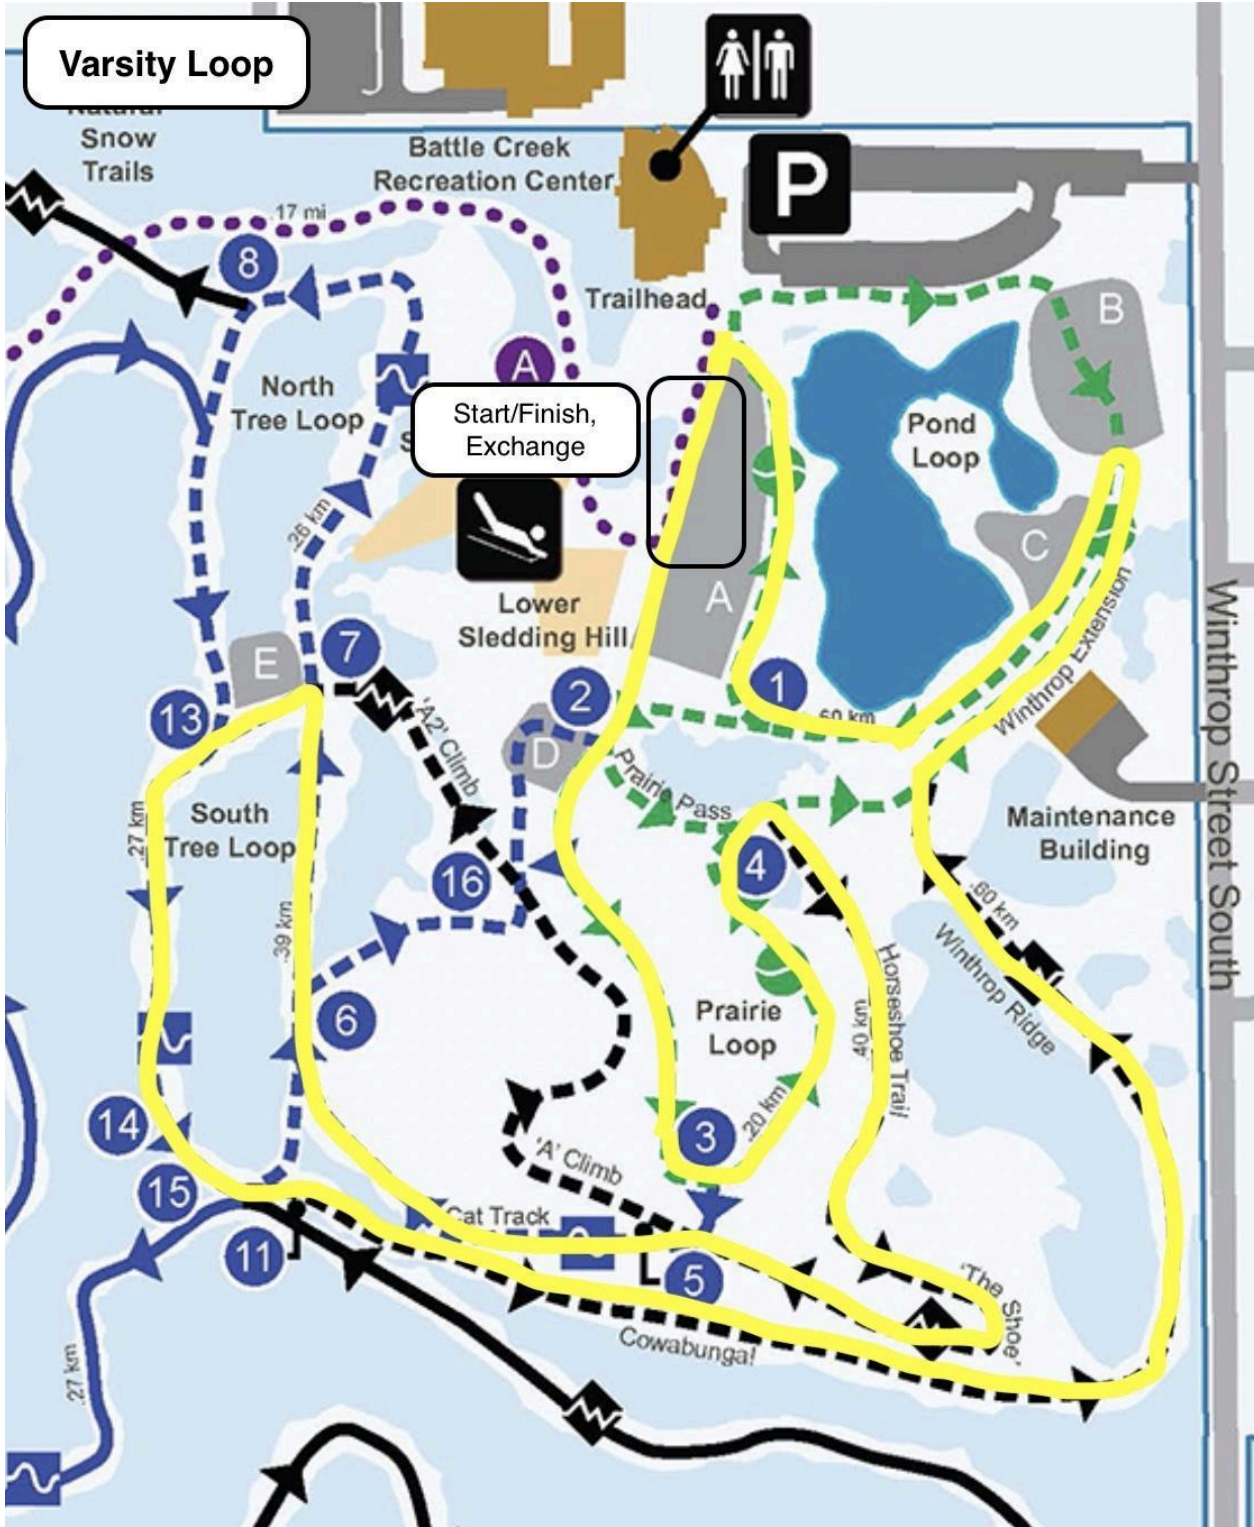 Varsity Loop
Natural
Snow
Trails
Battle Creek
Recreation Center
P
.17 mi
8
Trailhead
B
A
North
Tree Loop
Start/Finish,
Exchange
S
Pond
Loop
.26 km
C
Lower
Sledding Hill
A
Winthrop Extension
Winthrop Street South
E
7
13
2
1
.60 km
'A2' Climb
D
Prairie Pass
South
Tree Loop
.27 km
Maintenance
Building
16
4
.39 km
.60 km
Winthrop Ridge
Horseshoe Trail
.40 km
6
Prairie
Loop
14
3
.20 km
'A' Climb
15
Cat Track
11
L
5
'The Shoe'
Cowabunga!
.27 km